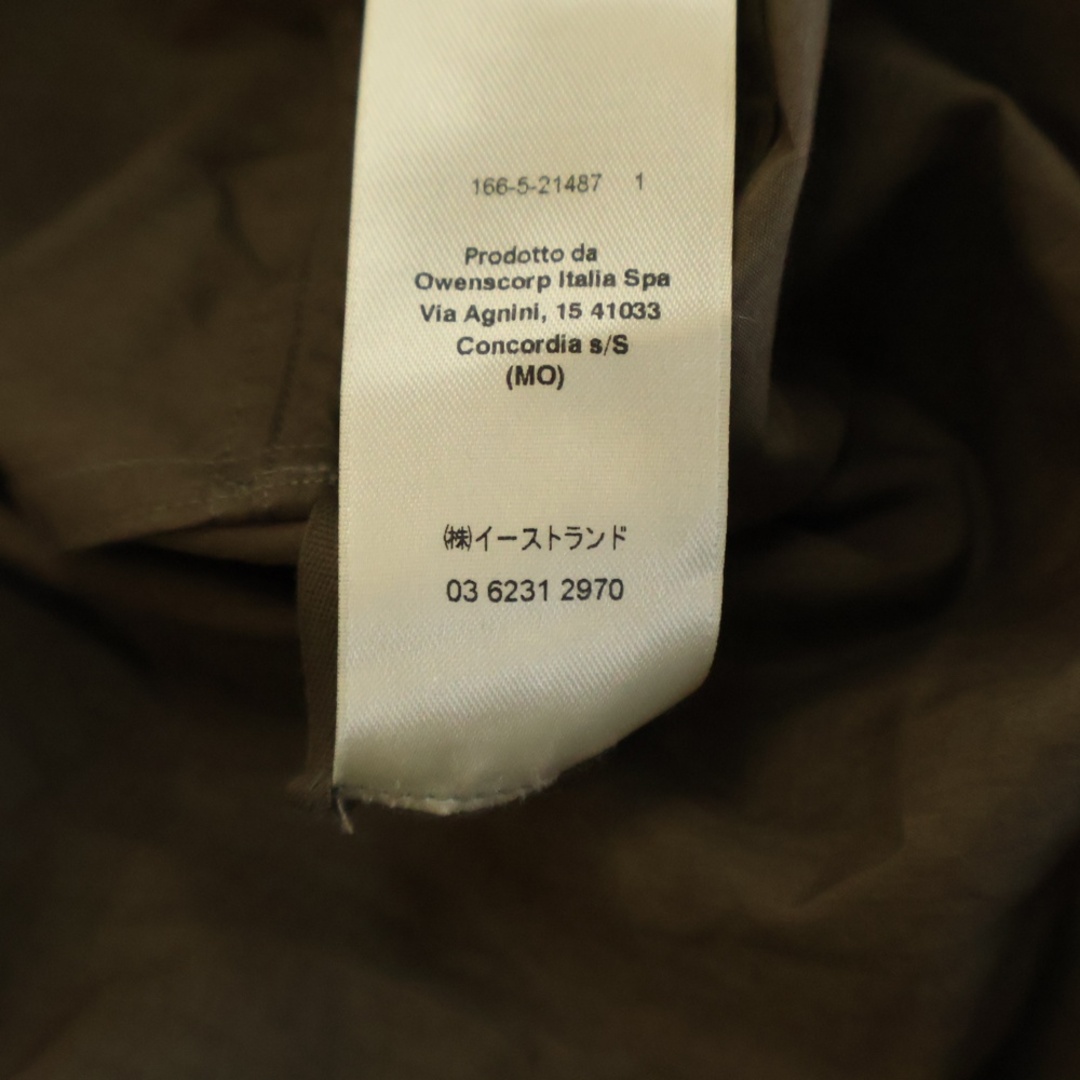 166-5-21487 1
Prodotto da
Owenscorp Italia Spa
Via Agnini, 15 41033
Concordia s/S
(MO)
㈱イーストランド
03 6231 2970